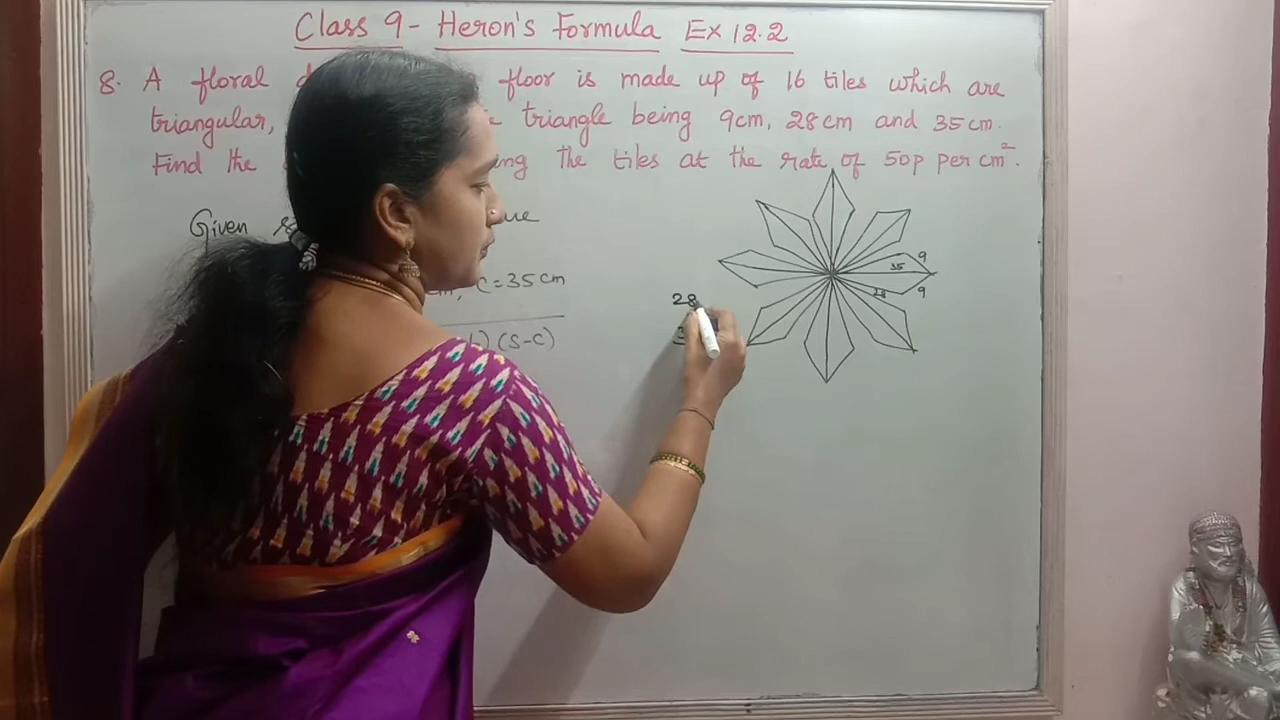 Class 9 - Heron's Formula Ex 12.2
8. A floral floor is made up of 16 tiles which are
triangular, triangle being 9cm, 28cm and 35cm.
Find the the tiles at the rate of 50p per cm².
Given
C=35cm
(S-C)
9
35
28
9
28